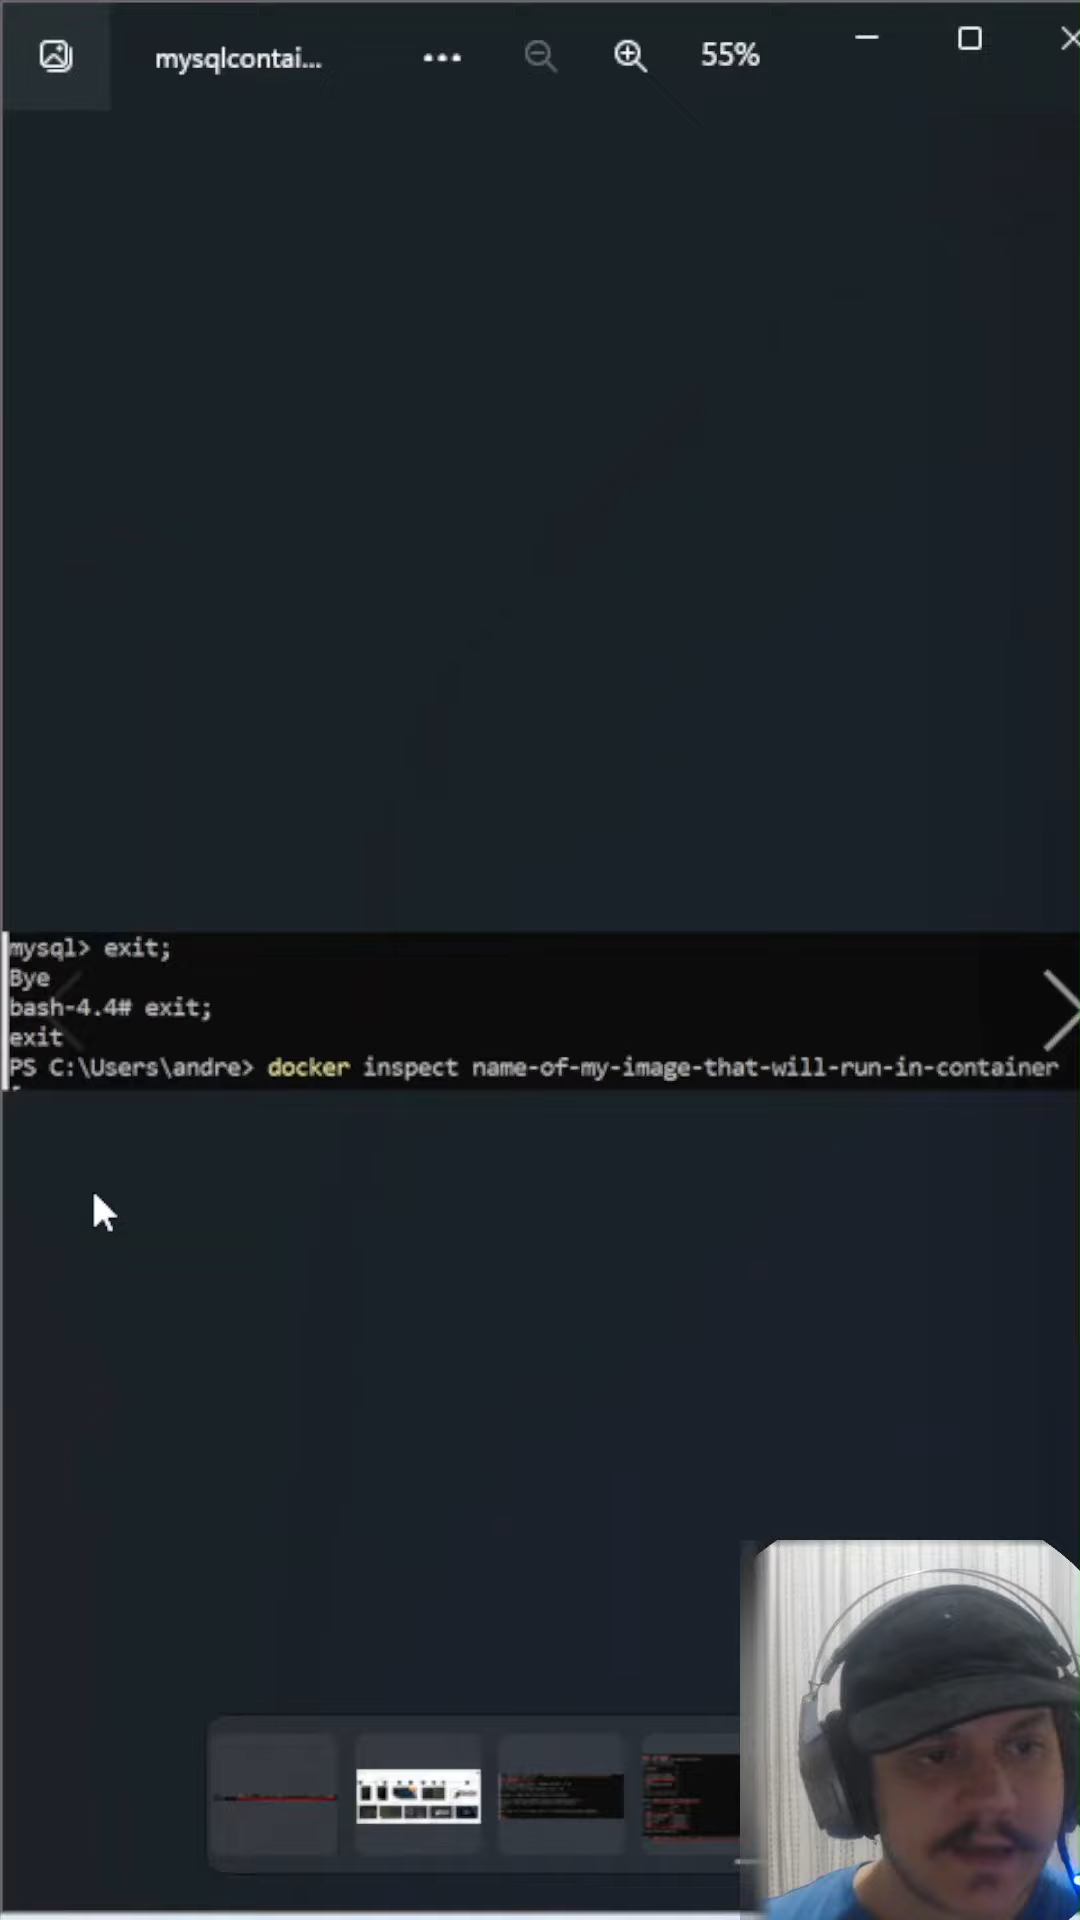 mysqlcontai...
55%
mysql> exit;
Bye
bash-4.4# exit;
exit
PS C:\Users\andre> docker inspect name-of-my-image-that-will-run-in-container